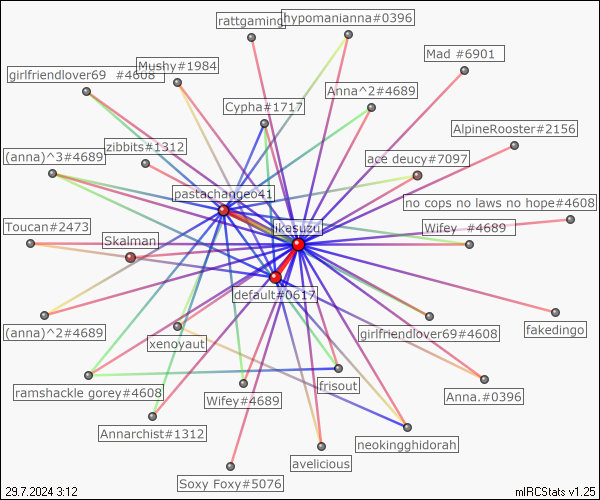 rattgaming
hypomanianna#0396
Mad #6901
Mushy#1984
girlfriendlover69 #4608
Anna^2#4689
Cypha#1717
AlpineRooster#2156
zibbits#1312
(anna)^3#4689
ace deucy#7097
pastachangeo41
no cops no laws no hope#4608
Toucan#2473
ikasuzu
Wifey #4689
Skalman
default#0617
fakedingo
(anna)^2#4689
girlfriendlover69#4608
xenoyaut
frisout
ramshackle gorey#4608
Wifey#4689
Anna.#0396
Annarchist#1312
neokingghidorah
avelicious
Soxy Foxy#5076
29.7.2024 3:12
mIRCStats v1.25